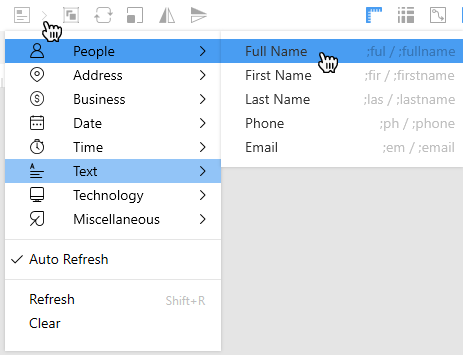 People
Full Name ;ful / ;fullname
Address
First Name ;fir / ;firstname
Business
Last Name ;las / ;lastname
Date
Phone ;ph / ;phone
Time
Email ;em / ;email
Text
Technology
Miscellaneous
Auto Refresh
Refresh Shift+R
Clear